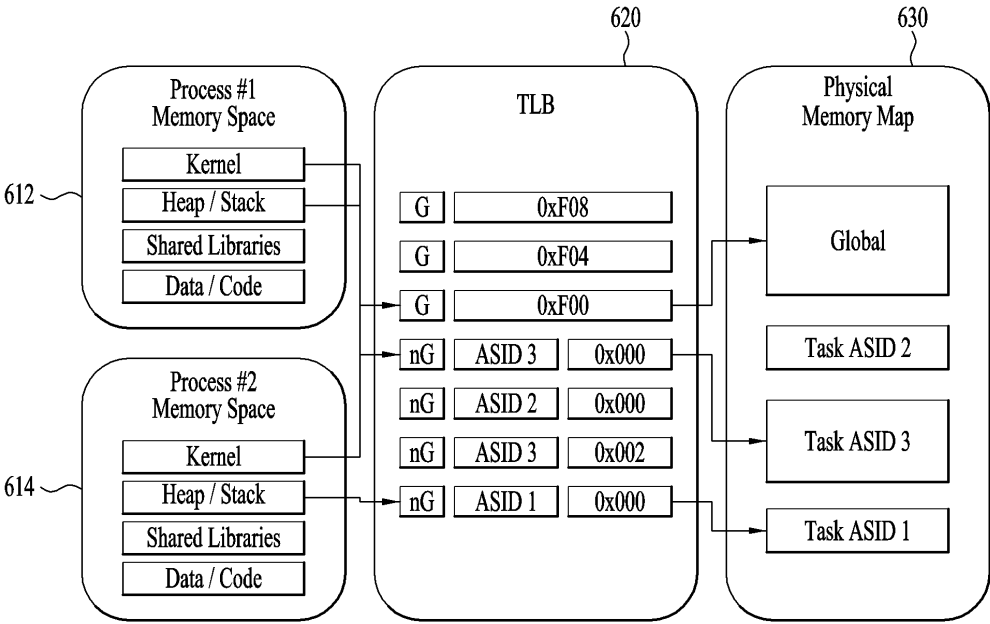 620
630
Process #1
Memory Space
Kernel
Heap / Stack
Shared Libraries
Data / Code
612
Process #2
Memory Space
Kernel
Heap / Stack
Shared Libraries
Data / Code
614
TLB
G 0xF08
G 0xF04
G 0xF00
nG ASID 3 0x000
nG ASID 2 0x000
nG ASID 3 0x002
nG ASID 1 0x000
Physical
Memory Map
Global
Task ASID 2
Task ASID 3
Task ASID 1